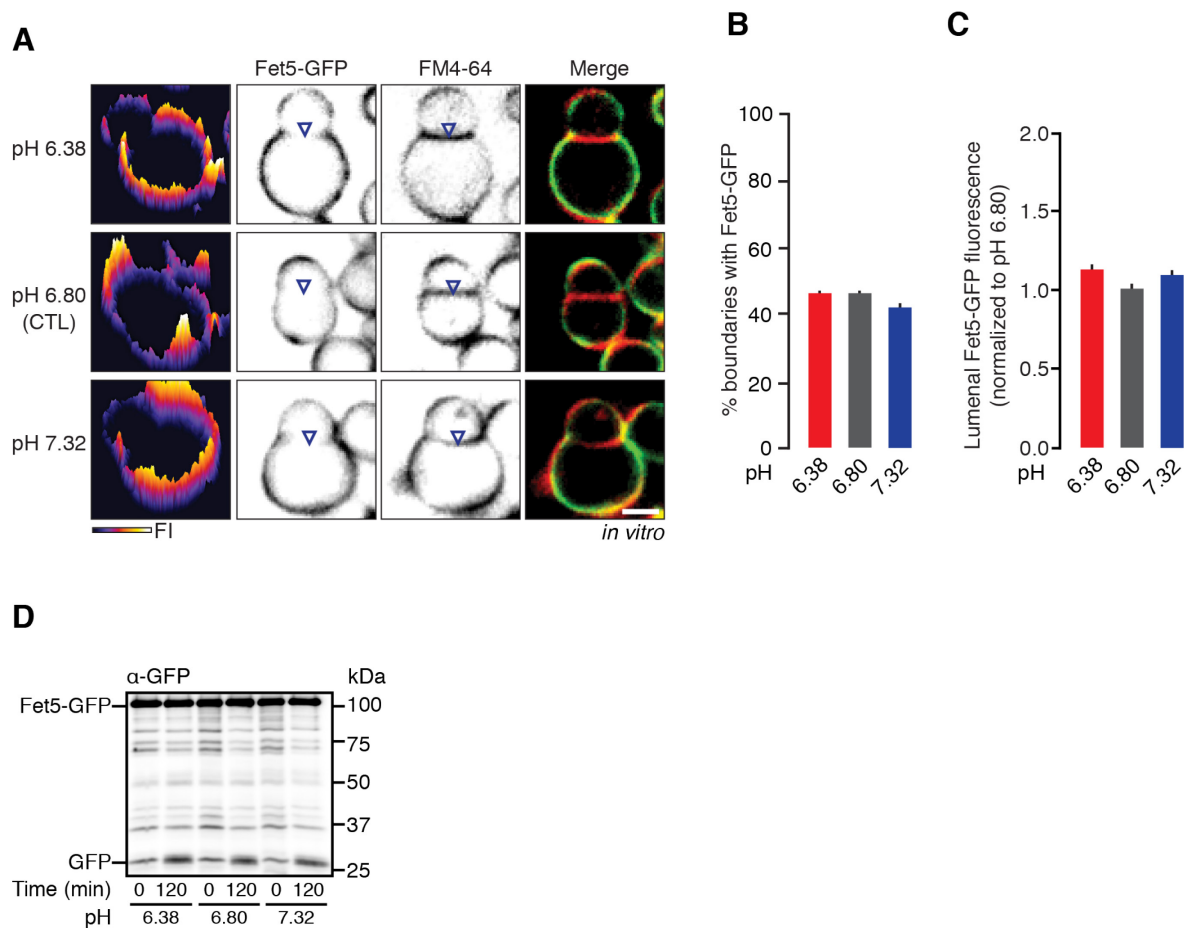 A
Fet5-GFP FM4-64 Merge
pH 6.38
pH 6.80
(CTL)
pH 7.32
FI
in vitro
B
% boundaries with Fet5-GFP
100
80
60
40
20
0
pH 6.38 6.80 7.32
C
Lumenal Fet5-GFP fluorescence
(normalized to pH 6.80)
2.0
1.5
1.0
0.5
0.0
pH 6.38 6.80 7.32
D
α-GFP kDa
Fet5-GFP 100
75
50
37
GFP
25
Time (min) 0 120 0 120 0 120
pH 6.38 6.80 7.32